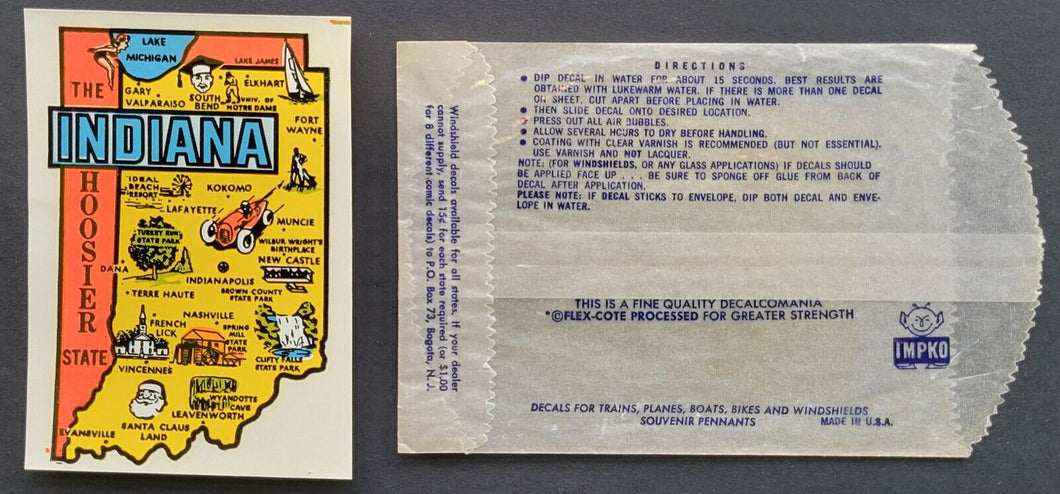 LAKE
MICHIGAN
LAKE JAMES
THE
GARY
VALPARAISO
SOUTH
BEND
ELKHART
UNIV. OF
NOTRE DAME
FORT
WAYNE
INDIANA
HOOSIER
STATE
IDEAL
BEACH
RESORT
KOKOMO
LAFAYETTE
MUNCIE
TURKEY RUN
STATE PARK
WILBUR WRIGHT'S
BIRTHPLACE
NEW CASTLE
DANA
INDIANAPOLIS
BROWN COUNTY
STATE PARK
TERRE HAUTE
NASHVILLE
FRENCH
LICK
SPRING
MILL
STATE
PARK
CLIFTY FALLS
STATE PARK
VINCENNES
WYANDOTTE
CAVE
LEAVENWORTH
SANTA CLAUS
LAND
EVANSVILLE
Windshield decals available for all states. If your dealer
cannot supply, send 15¢ for each state required (or $1.00
for 8 different comic decals) to P.O. Box 73, Bogota, N.J.
DIRECTIONS
● DIP DECAL IN WATER FOR ABOUT 15 SECONDS. BEST RESULTS ARE
OBTAINED WITH LUKEWARM WATER. IF THERE IS MORE THAN ONE DECAL
ON SHEET, CUT APART BEFORE PLACING IN WATER.
● THEN SLIDE DECAL ONTO DESIRED LOCATION.
● PRESS OUT ALL AIR BUBBLES.
● ALLOW SEVERAL HOURS TO DRY BEFORE HANDLING.
● COATING WITH CLEAR VARNISH IS RECOMMENDED (BUT NOT ESSENTIAL).
USE VARNISH AND NOT LACQUER.
NOTE: (FOR WINDSHIELDS, OR ANY GLASS APPLICATIONS) IF DECALS SHOULD
BE APPLIED FACE UP . . . BE SURE TO SPONGE OFF GLUE FROM BACK OF
DECAL AFTER APPLICATION.
PLEASE NOTE: IF DECAL STICKS TO ENVELOPE, DIP BOTH DECAL AND ENVE-
LOPE IN WATER.
THIS IS A FINE QUALITY DECALCOMANIA
*©FLEX-COTE PROCESSED FOR GREATER STRENGTH
IMPKO
DECALS FOR TRAINS, PLANES, BOATS, BIKES AND WINDSHIELDS
SOUVENIR PENNANTS
MADE IN U.S.A.